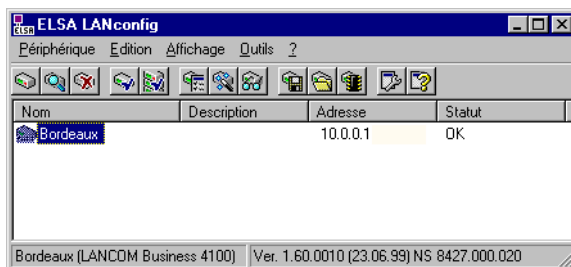 ELSA LANconfig
Périphérique Edition Affichage Outils ?
Nom Description Adresse Statut
Bordeaux 10.0.0.1 OK
Bordeaux (LANCOM Business 4100) Ver. 1.60.0010 (23.06.99) NS 8427.000.020